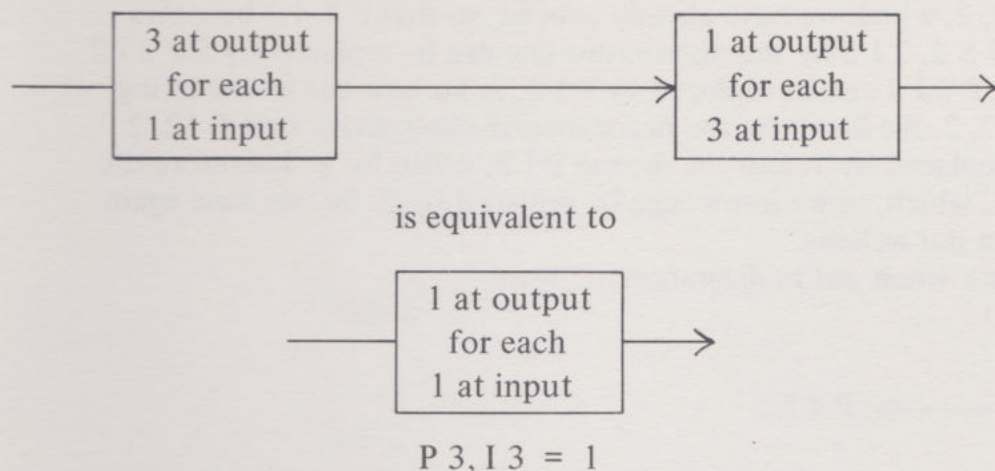 3 at output
for each
1 at input
1 at output
for each
3 at input
is equivalent to
1 at output
for each
1 at input
P 3, I 3 = 1